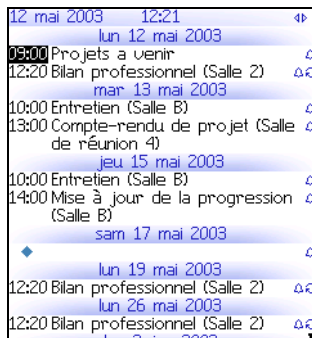 12 mai 2003 12:21
lun 12 mai 2003
09:00 Projets a venir
12:20 Bilan professionnel (Salle 2)
mar 13 mai 2003
10:00 Entretien (Salle B)
13:00 Compte-rendu de projet (Salle
de réunion 4)
jeu 15 mai 2003
10:00 Entretien (Salle B)
14:00 Mise à jour de la progression
(Salle B)
sam 17 mai 2003
lun 19 mai 2003
12:20 Bilan professionnel (Salle 2)
lun 26 mai 2003
12:20 Bilan professionnel (Salle 2)